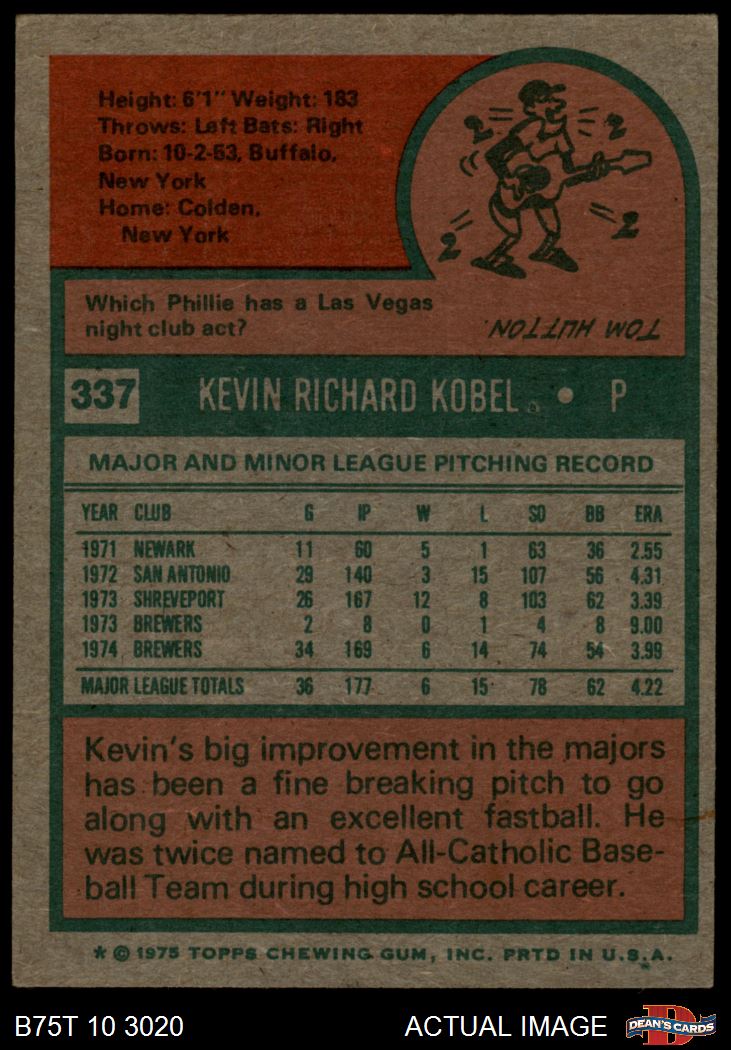 Height: 6'1" Weight: 183
Throws: Left Bats: Right
Born: 10-2-53, Buffalo,
New York
Home: Colden,
New York
2 2
2 2
Which Phillie has a Las Vegas
night club act?
TOM HUTTON.
337 KEVIN RICHARD KOBEL • P
MAJOR AND MINOR LEAGUE PITCHING RECORD
YEAR CLUB G IP W L SO BB ERA
1971 NEWARK 11 60 5 1 63 36 2.55
1972 SAN ANTONIO 29 140 3 15 107 56 4.31
1973 SHREVEPORT 26 167 12 8 103 62 3.39
1973 BREWERS 2 8 0 1 4 8 9.00
1974 BREWERS 34 169 6 14 74 54 3.99
MAJOR LEAGUE TOTALS 36 177 6 15 78 62 4.22
Kevin's big improvement in the majors
has been a fine breaking pitch to go
along with an excellent fastball. He
was twice named to All-Catholic Base-
ball Team during high school career.
* © 1975 TOPPS CHEWING GUM, INC. PRTD IN U.S.A.
B75T 10 3020 ACTUAL IMAGE D DEAN'S CARDS